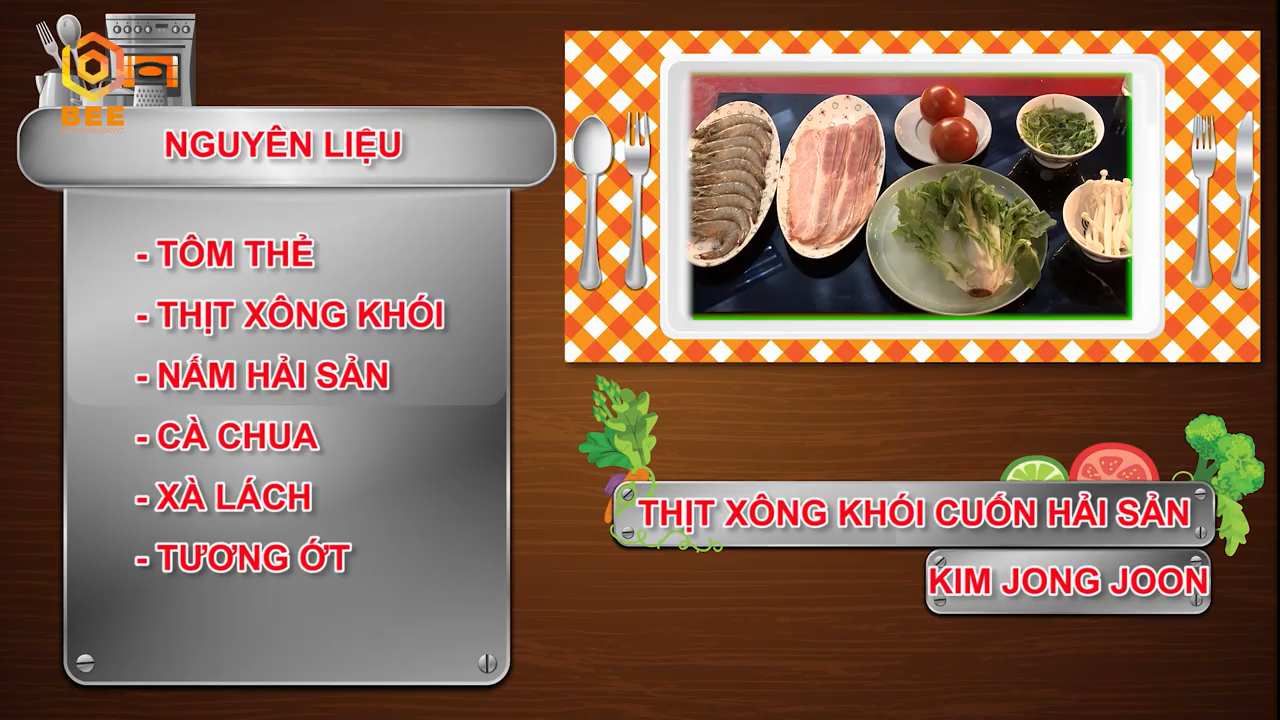 BEE
NGUYÊN LIỆU
- TÔM THẺ
- THỊT XÔNG KHÓI
- NẤM HẢI SẢN
- CÀ CHUA
- XÀ LÁCH
- TƯƠNG ỚT
THỊT XÔNG KHÓI CUỐN HẢI SẢN
KIM JONG JOON